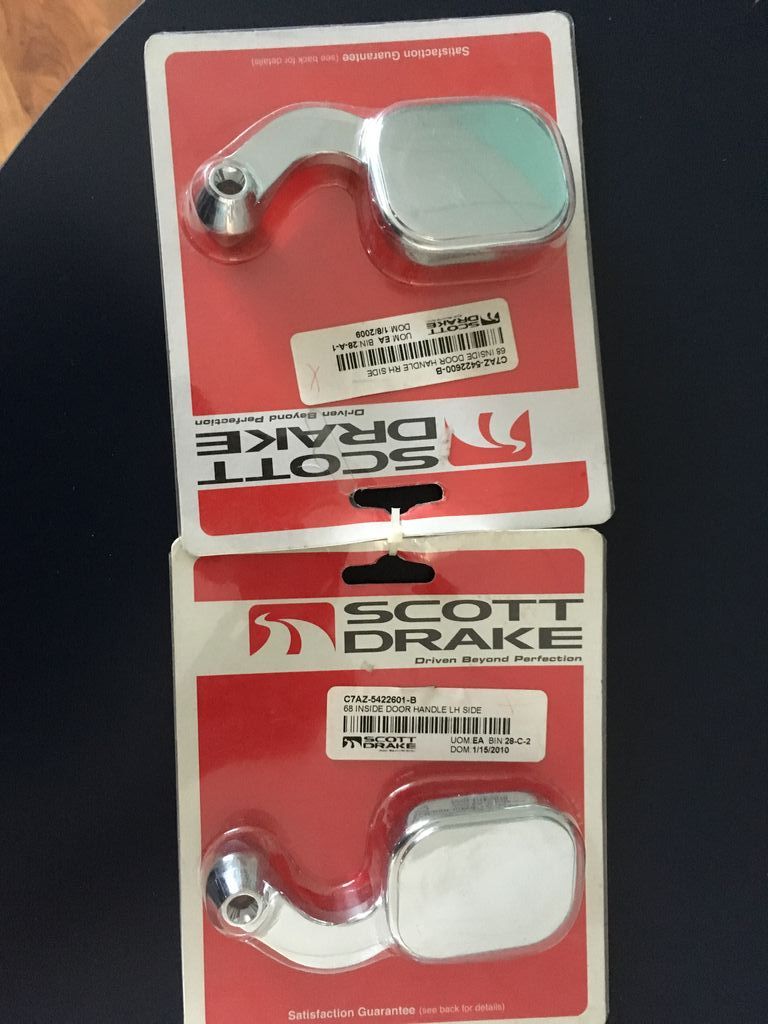 Satisfaction Guarantee (see back for details)
C7AZ-5422600-B
68 INSIDE DOOR HANDLE RH SIDE
SCOTT
DRAKE
UOM EA BIN 28-A-1
DOM 1/8/2009
SCOTT
DRAKE
Driven Beyond Perfection
SCOTT
DRAKE
Driven Beyond Perfection
C7AZ-5422601-B
68 INSIDE DOOR HANDLE LH SIDE
SCOTT
DRAKE
UOM EA BIN 28-C-2
DOM 1/15/2010
Satisfaction Guarantee (see back for details)